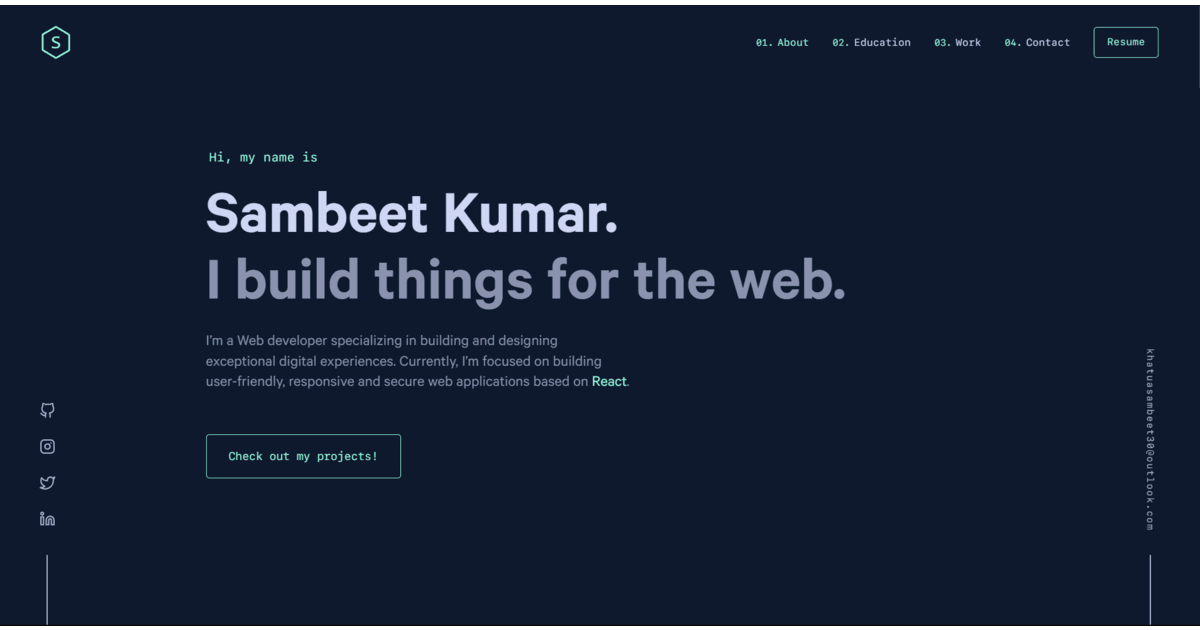 S
01. About 02. Education 03. Work 04. Contact Resume
Hi, my name is
Sambeet Kumar.
I build things for the web.
I'm a Web developer specializing in building and designing
exceptional digital experiences. Currently, I'm focused on building
user-friendly, responsive and secure web applications based on React.
Check out my projects!
khatuasambeet30@outlook.com